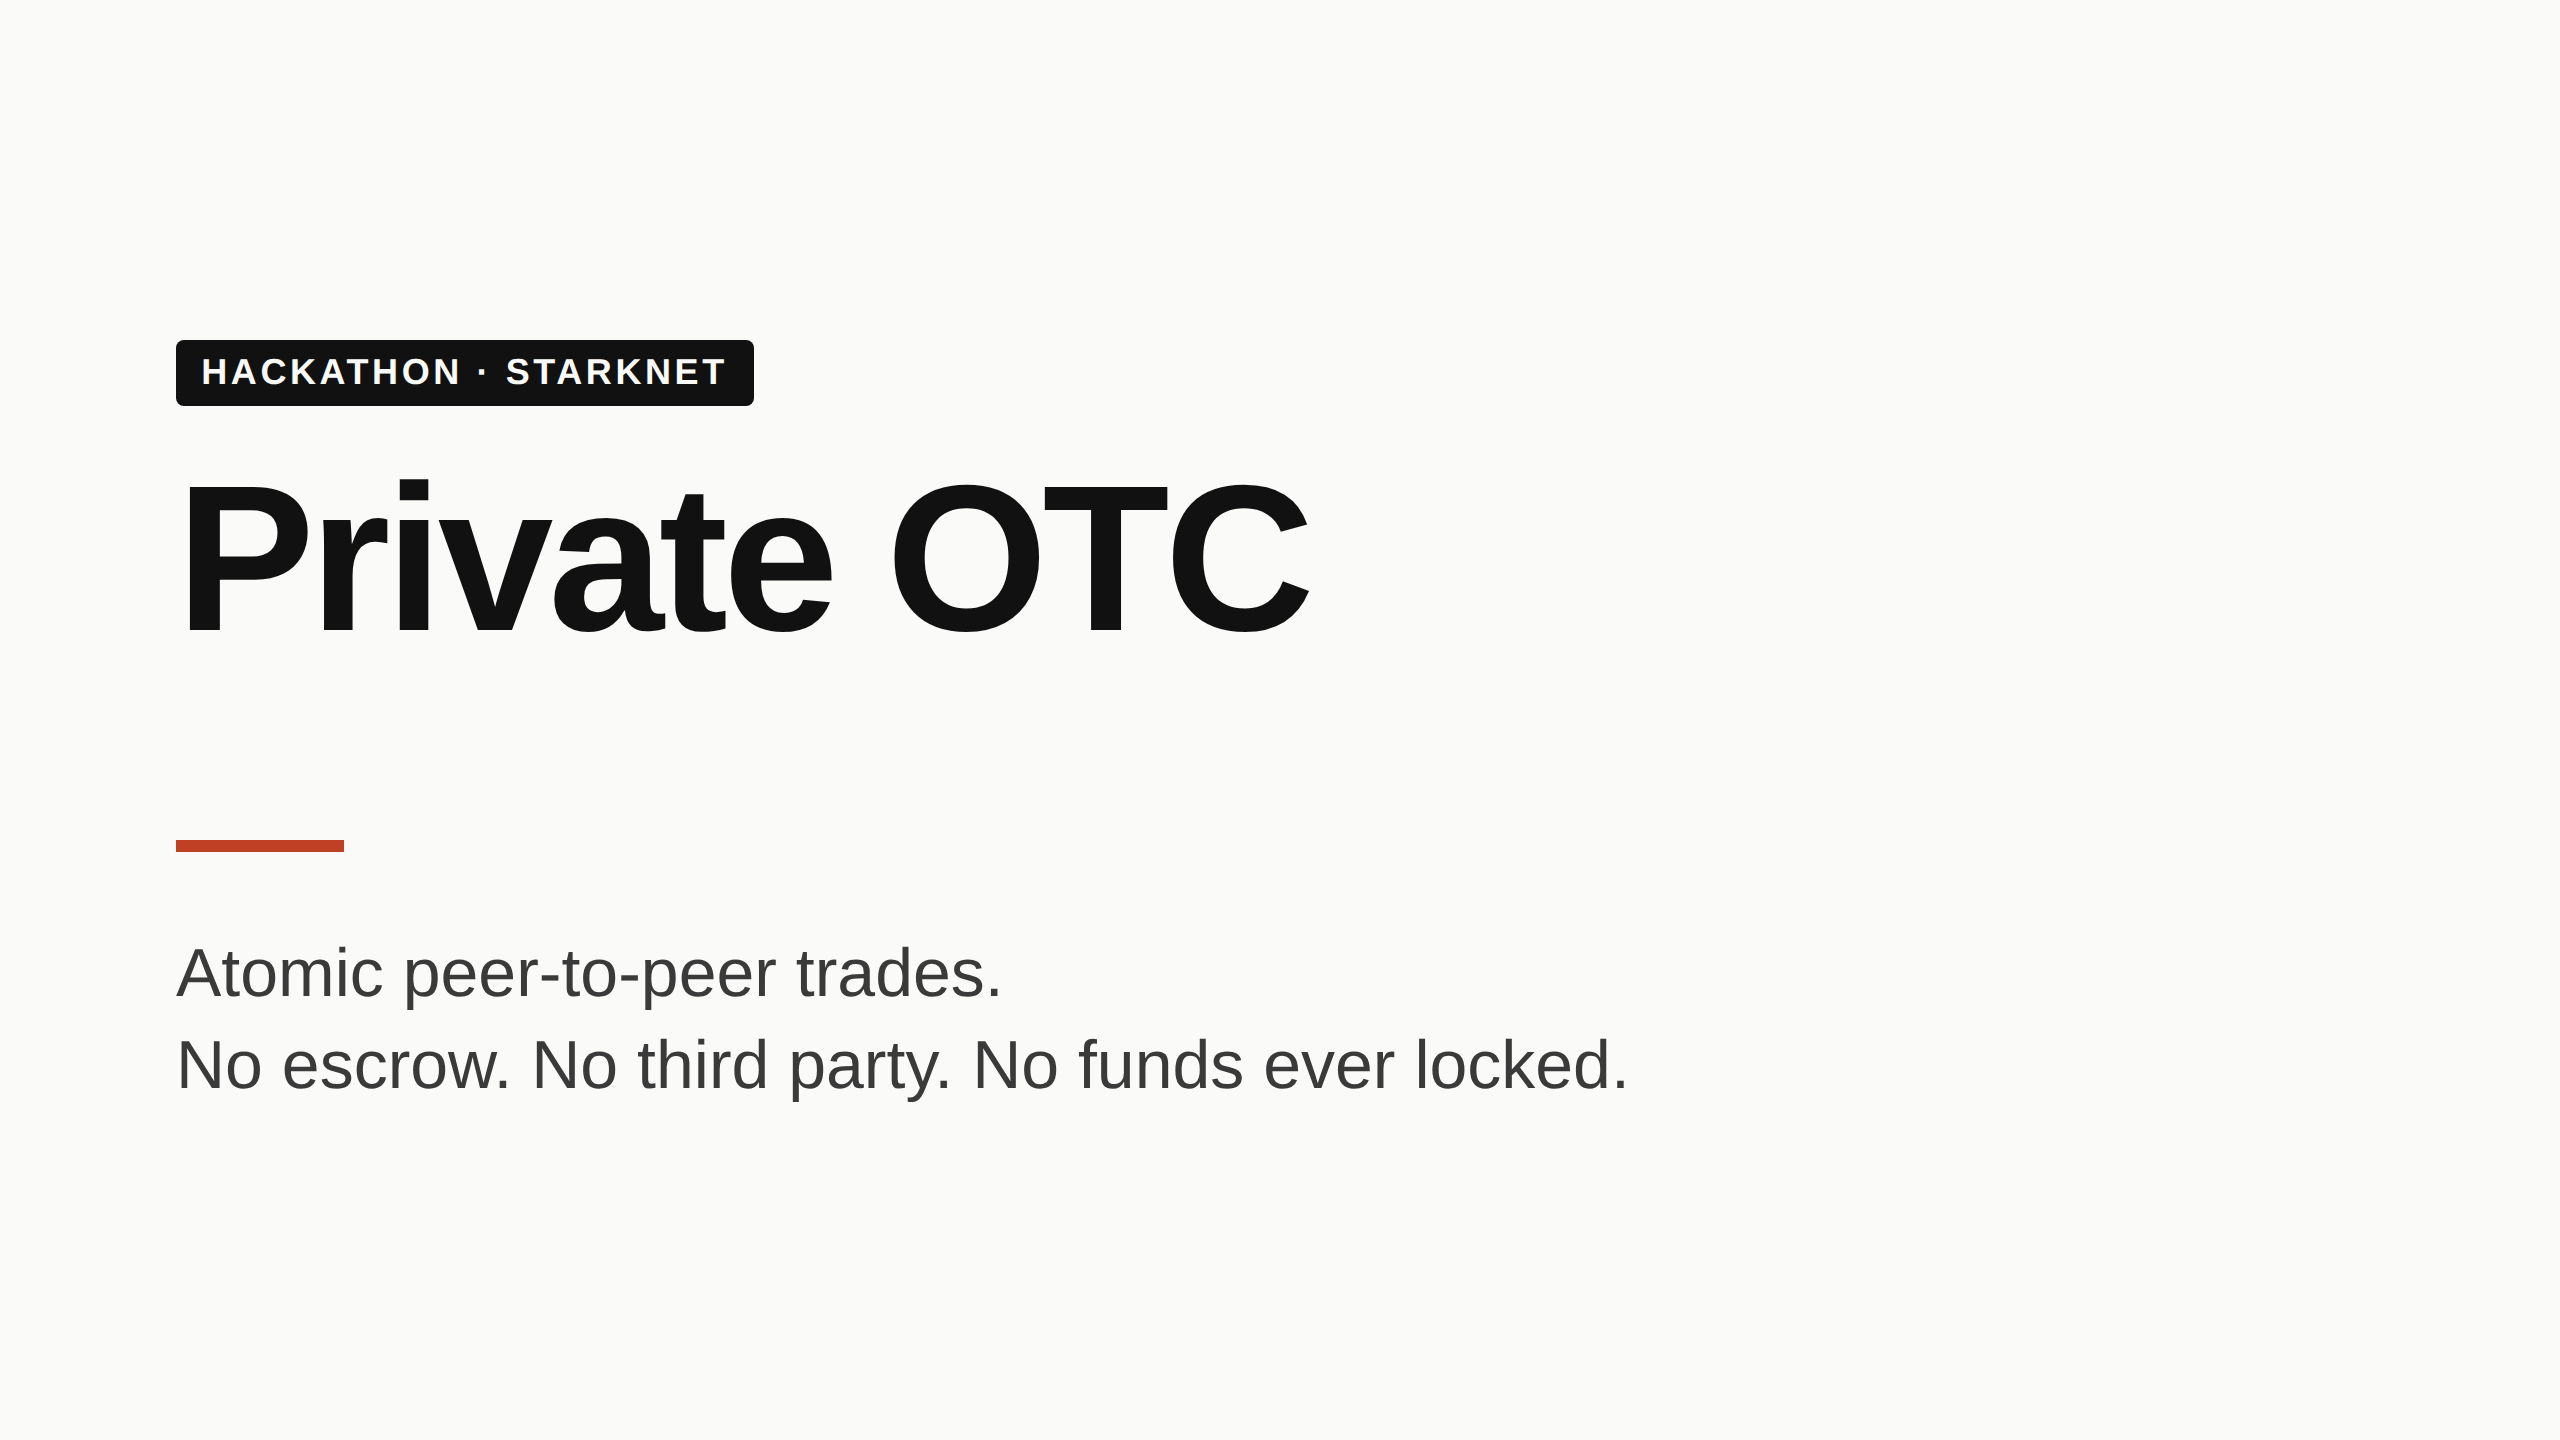 HACKATHON · STARKNET
Private OTC
Atomic peer-to-peer trades.
No escrow. No third party. No funds ever locked.